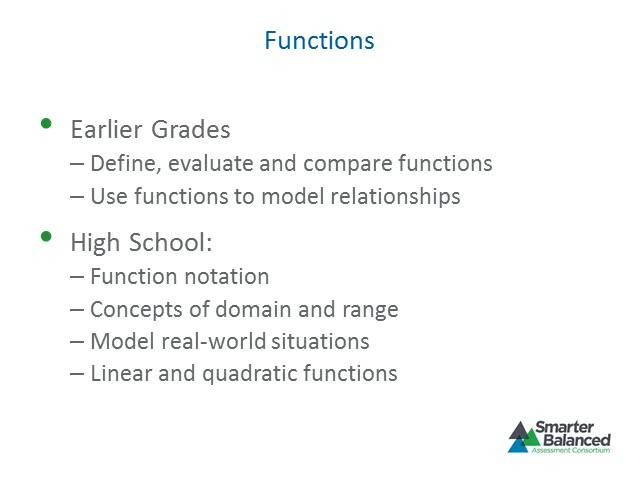 Functions
• Earlier Grades
– Define, evaluate and compare functions
– Use functions to model relationships
• High School:
– Function notation
– Concepts of domain and range
– Model real-world situations
– Linear and quadratic functions
Smarter
Balanced
Assessment Consortium